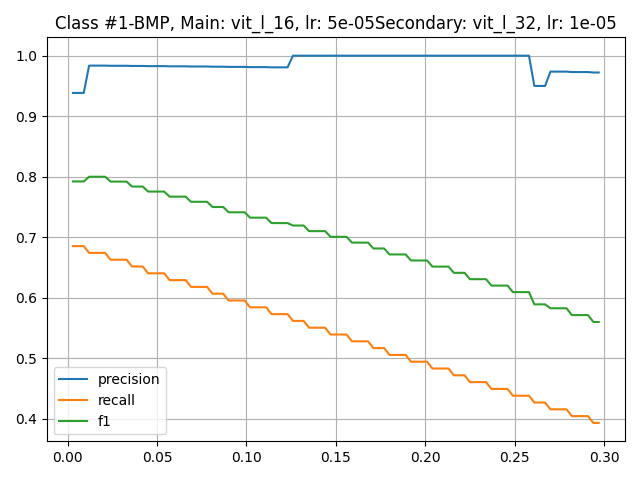 Class #1-BMP, Main: vit_l_16, lr: 5e-05Secondary: vit_l_32, lr: 1e-05
1.0
0.9
0.8
0.7
0.6
0.5
0.4
precision
recall
f1
0.00 0.05 0.10 0.15 0.20 0.25 0.30